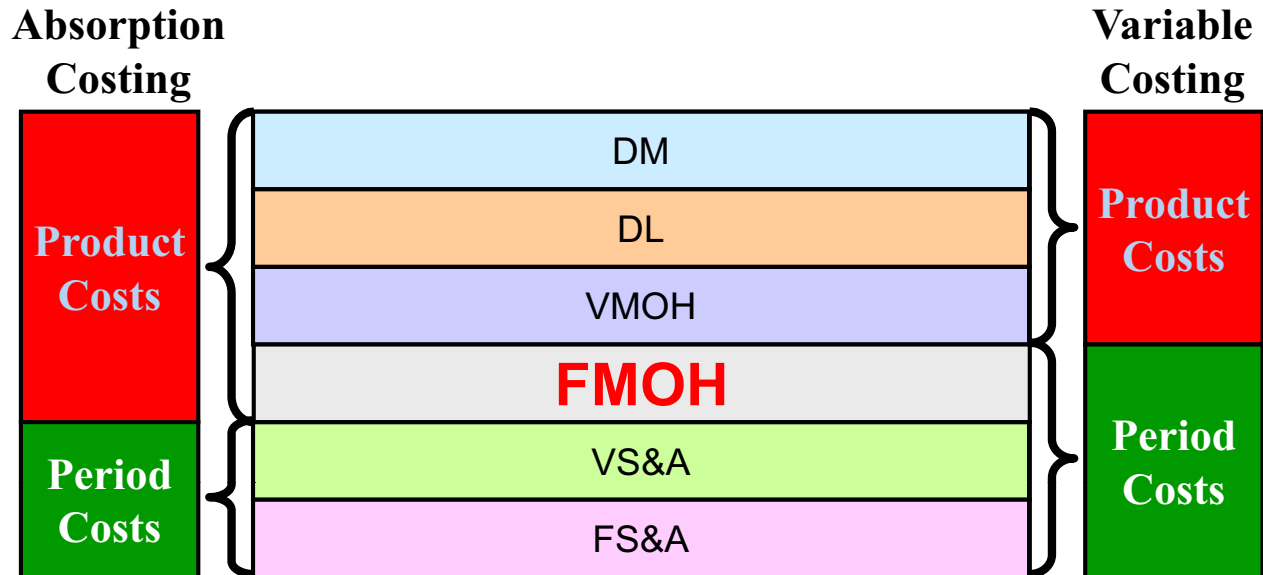 Absorption
Costing
Variable
Costing
Product
Costs
Period
Costs
DM
DL
VMOH
FMOH
VS&A
FS&A
Product
Costs
Period
Costs